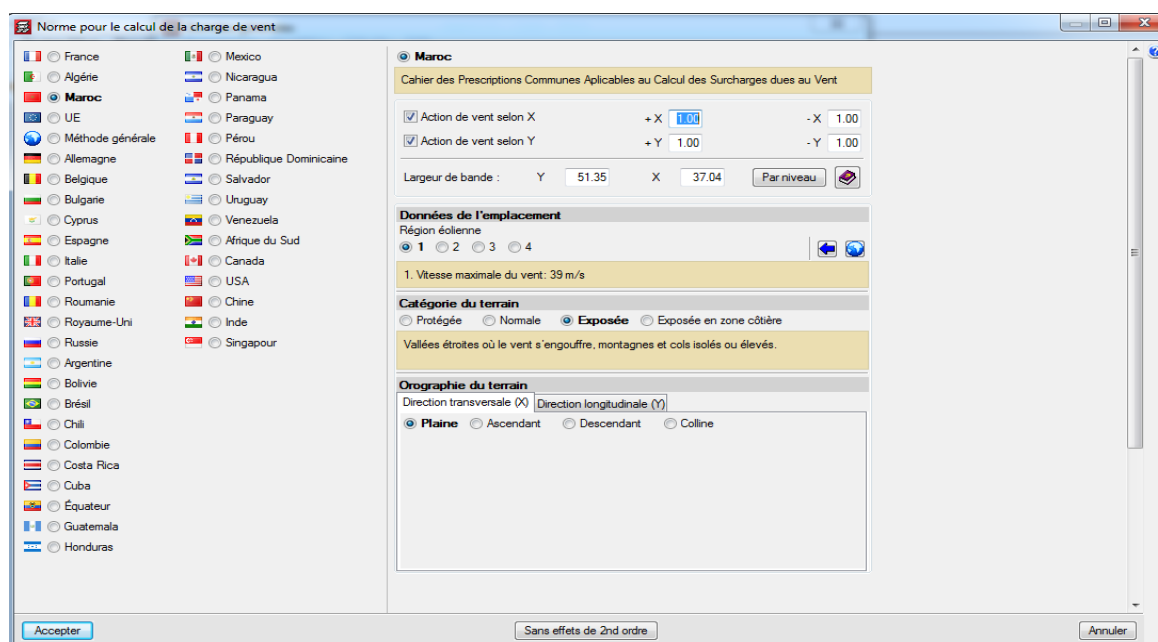 Norme pour le calcul de la charge de vent
France
Algérie
Maroc
UE
Méthode générale
Allemagne
Belgique
Bulgarie
Cyprus
Espagne
Italie
Portugal
Roumanie
Royaume-Uni
Russie
Argentine
Bolivie
Brésil
Chili
Colombie
Costa Rica
Cuba
Équateur
Guatemala
Honduras
Mexico
Nicaragua
Panama
Paraguay
Pérou
République Dominicaine
Salvador
Uruguay
Venezuela
Afrique du Sud
Canada
USA
Chine
Inde
Singapour
Maroc
Cahier des Prescriptions Communes Aplicables au Calcul des Surcharges dues au Vent
Action de vent selon X + X 1.00 - X 1.00
Action de vent selon Y + Y 1.00 - Y 1.00
Largeur de bande : Y 51.35 X 37.04 Par niveau
Données de l'emplacement
Région éolienne
1 2 3 4
1. Vitesse maximale du vent: 39 m/s
Catégorie du terrain
Protégée Normale Exposée Exposée en zone côtière
Vallées étroites où le vent s'engouffre, montagnes et cols isolés ou élevés.
Orographie du terrain
Direction transversale (X) Direction longitudinale (Y)
Plaine Ascendant Descendant Colline
Accepter Sans effets de 2nd ordre Annuler